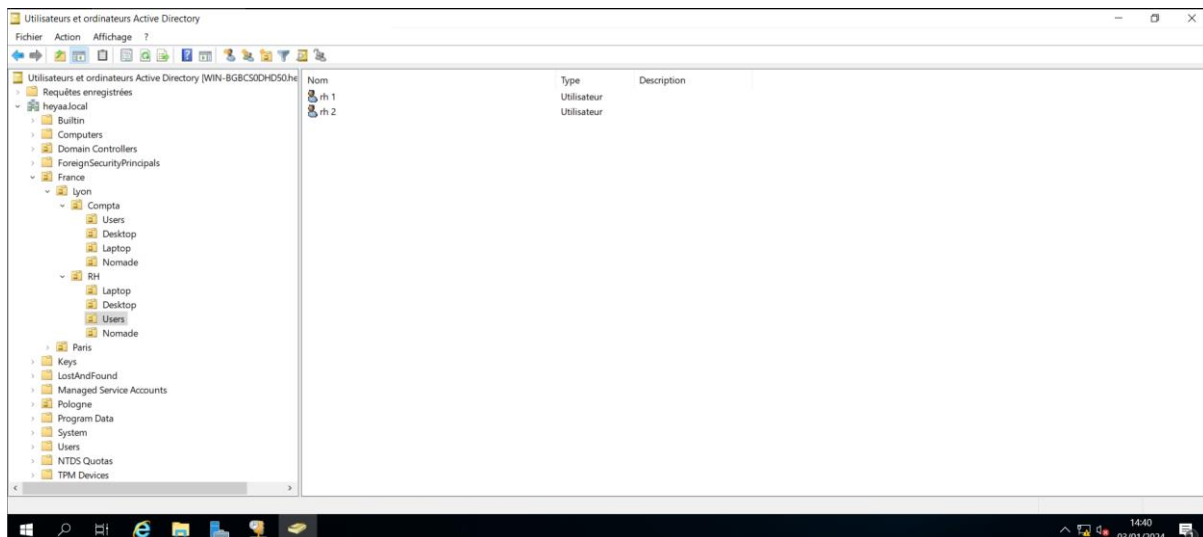 Utilisateurs et ordinateurs Active Directory
Fichier Action Affichage ?
Utilisateurs et ordinateurs Active Directory [WIN-BGBCS0DHD50.he
Requêtes enregistrées
heyaa.local
Builtin
Computers
Domain Controllers
ForeignSecurityPrincipals
France
Lyon
Compta
Users
Desktop
Laptop
Nomade
RH
Laptop
Desktop
Users
Nomade
Paris
Keys
LostAndFound
Managed Service Accounts
Pologne
Program Data
System
Users
NTDS Quotas
TPM Devices
Nom Type Description
rh 1 Utilisateur
rh 2 Utilisateur
14:40
03/01/2024